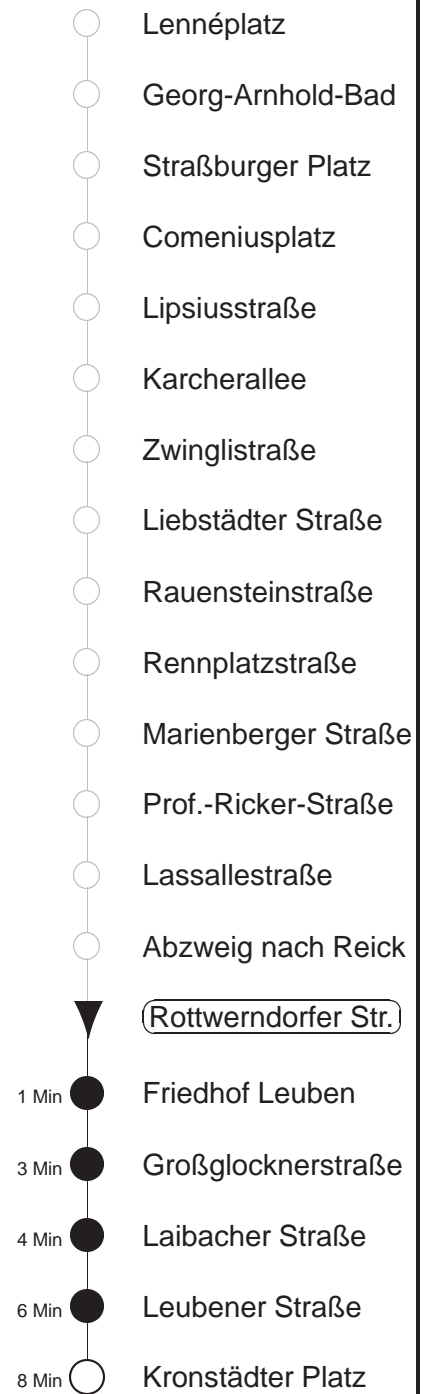 Lennéplatz
Georg-Arnhold-Bad
Straßburger Platz
Comeniusplatz
Lipsiusstraße
Karcherallee
Zwinglistraße
Liebstädter Straße
Rauensteinstraße
Rennplatzstraße
Marienberger Straße
Prof.-Ricker-Straße
Lassallestraße
Abzweig nach Reick
Rottwerndorfer Str.
1 Min Friedhof Leuben
3 Min Großglocknerstraße
4 Min Laibacher Straße
6 Min Leubener Straße
8 Min Kronstädter Platz